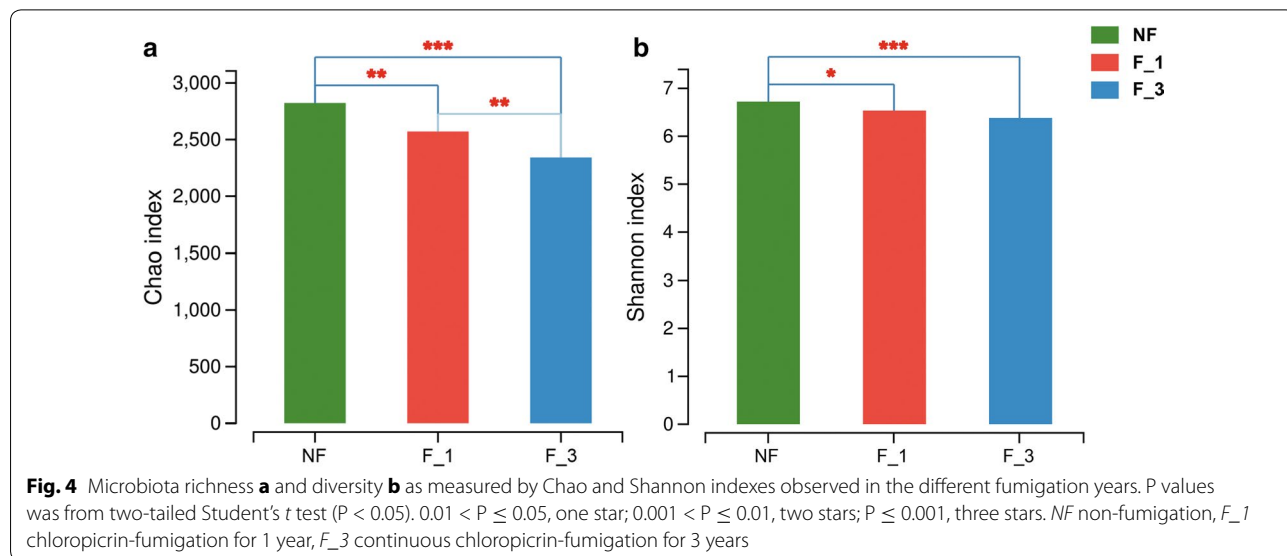 a
***
**
**
3,000
2,500
2,000
1,500
1,000
500
0
Chao index
NF
F_1
F_3
b
***
*
7
6
5
4
3
2
1
0
Shannon index
NF
F_1
F_3
NF
F_1
F_3
Fig. 4 Microbiota richness a and diversity b as measured by Chao and Shannon indexes observed in the different fumigation years. P values
was from two-tailed Student’s t test (P < 0.05). 0.01 < P ≤ 0.05, one star; 0.001 < P ≤ 0.01, two stars; P ≤ 0.001, three stars. NF non-fumigation, F_1
chloropicrin-fumigation for 1 year, F_3 continuous chloropicrin-fumigation for 3 years